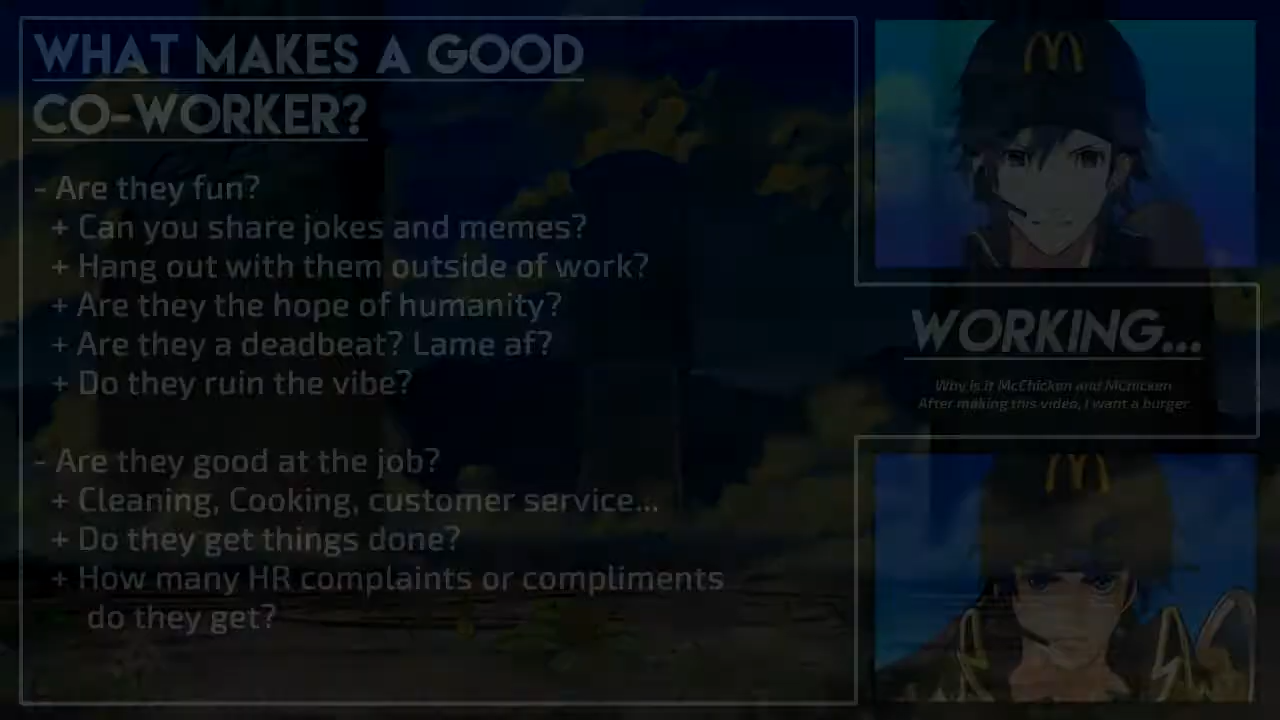 WHAT MAKES A GOOD
CO-WORKER?
- Are they fun?
+ Can you share jokes and memes?
+ Hang out with them outside of work?
+ Are they the hope of humanity?
+ Are they a deadbeat? Lame af?
+ Do they ruin the vibe?
- Are they good at the job?
+ Cleaning, Cooking, customer service...
+ Do they get things done?
+ How many HR complaints or compliments
do they get?
WORKING...
Why is it McChicken and MChicken
After making this video, I want a burger.